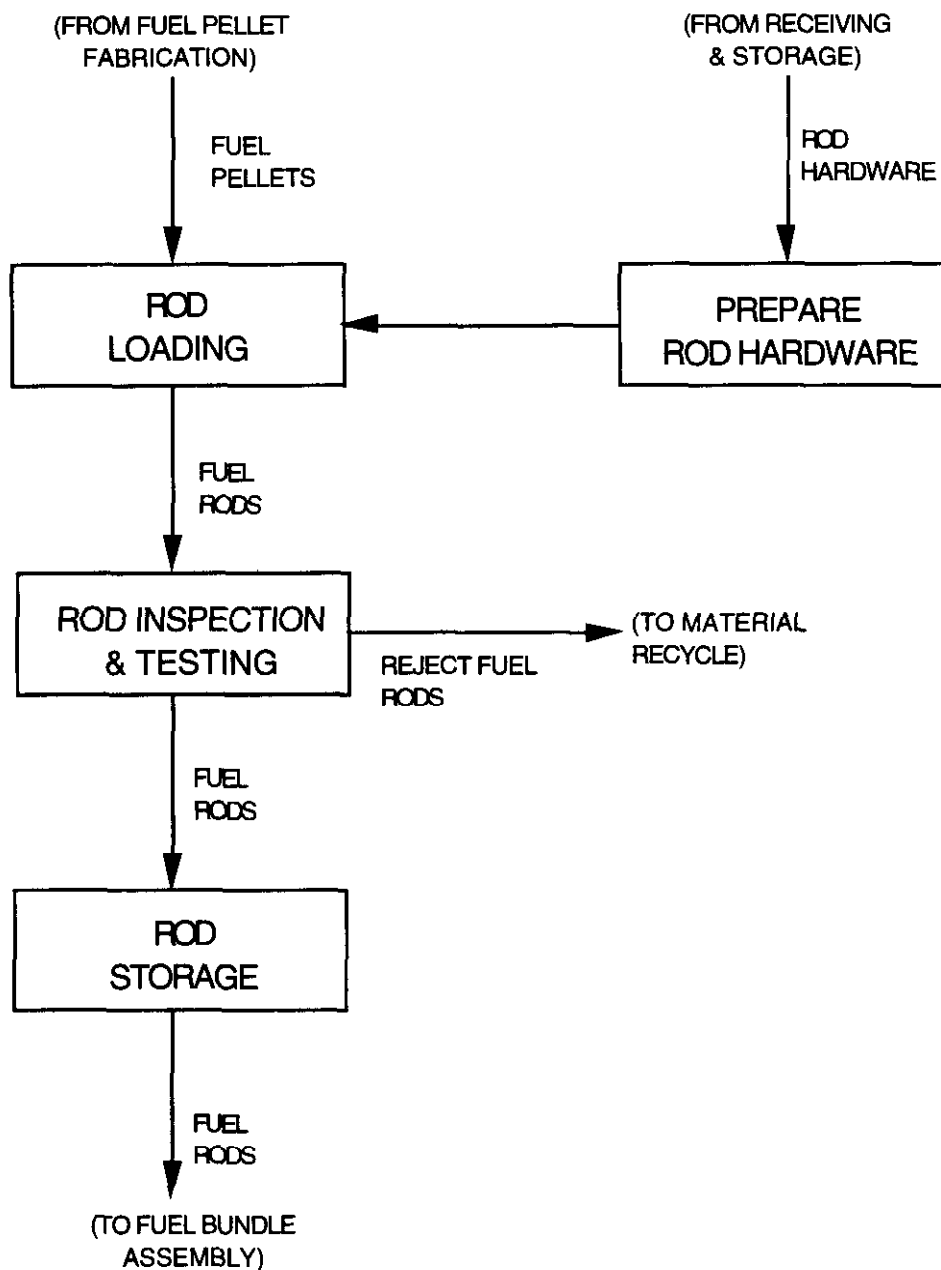 (FROM FUEL PELLET
FABRICATION)
(FROM RECEIVING
& STORAGE)
FUEL
PELLETS
ROD
HARDWARE
ROD
LOADING
PREPARE
ROD HARDWARE
FUEL
RODS
ROD INSPECTION
& TESTING
REJECT FUEL
RODS
(TO MATERIAL
RECYCLE)
FUEL
RODS
ROD
STORAGE
FUEL
RODS
(TO FUEL BUNDLE
ASSEMBLY)